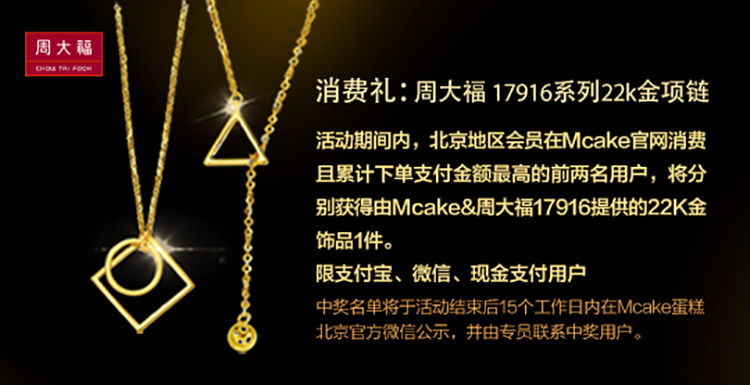 周大福
CHOW TAI FOOK
消费礼：周大福 17916系列22k金项链
活动期间内，北京地区会员在Mcake官网消费
且累计下单支付金额最高的前两名用户，将分
别获得由Mcake&周大福17916提供的22K金
饰品1件。
限支付宝、微信、现金支付用户
中奖名单将于活动结束后15个工作日内在Mcake蛋糕
北京官方微信公示，并由专员联系中奖用户。